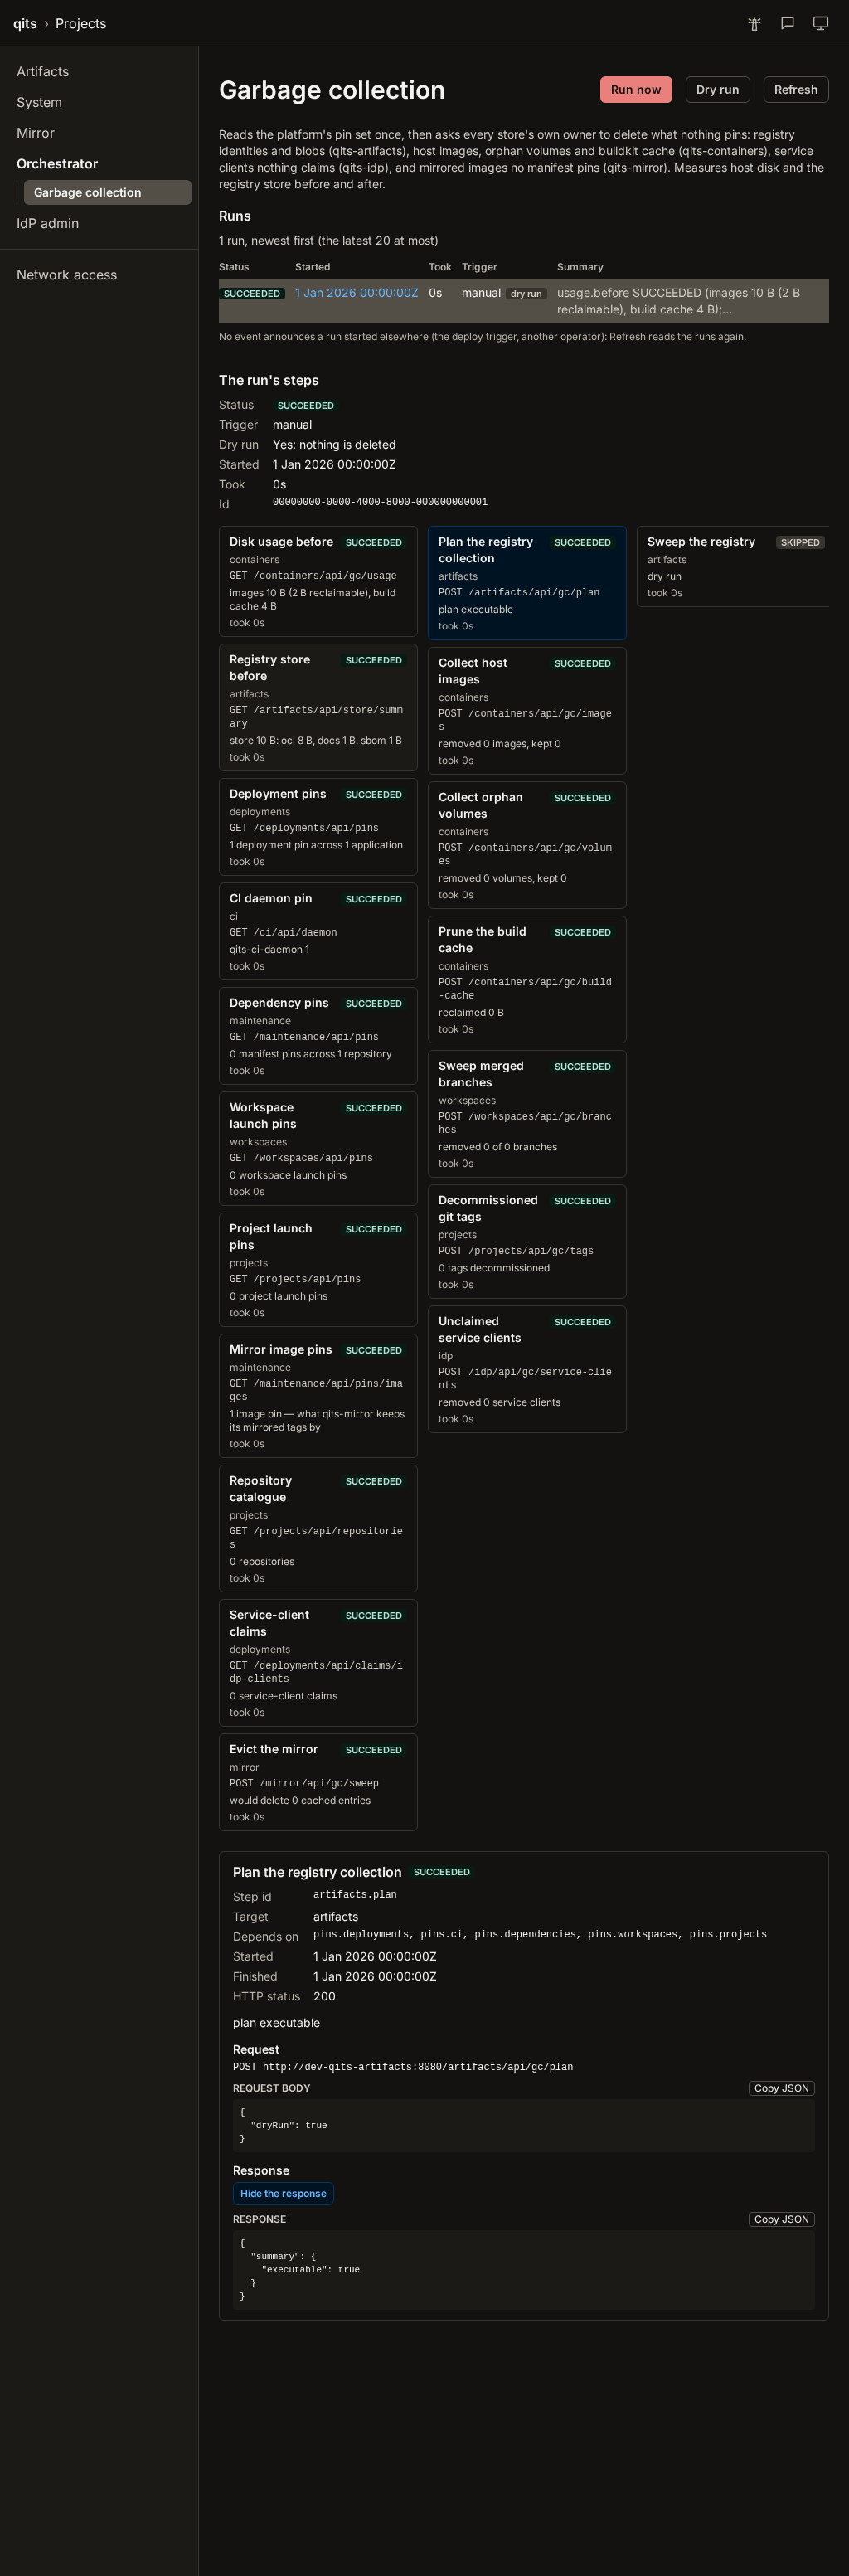 qits › Projects
Artifacts
System
Mirror
Orchestrator
Garbage collection
IdP admin
Network access
Garbage collection
Run now
Dry run
Refresh
Reads the platform's pin set once, then asks every store's own owner to delete what nothing pins: registry
identities and blobs (qits-artifacts), host images, orphan volumes and buildkit cache (qits-containers), service
clients nothing claims (qits-idp), and mirrored images no manifest pins (qits-mirror). Measures host disk and the
registry store before and after.
Runs
1 run, newest first (the latest 20 at most)
Status Started Took Trigger Summary
SUCCEEDED 1 Jan 2026 00:00:00Z 0s manual dry run usage.before SUCCEEDED (images 10 B (2 B
reclaimable), build cache 4 B);...
No event announces a run started elsewhere (the deploy trigger, another operator): Refresh reads the runs again.
The run's steps
Status SUCCEEDED
Trigger manual
Dry run Yes: nothing is deleted
Started 1 Jan 2026 00:00:00Z
Took 0s
Id 00000000-0000-4000-8000-000000000001
Disk usage before SUCCEEDED
containers
GET /containers/api/gc/usage
images 10 B (2 B reclaimable), build
cache 4 B
took 0s
Registry store
before
SUCCEEDED
artifacts
GET /artifacts/api/store/summ
ary
store 10 B: oci 8 B, docs 1 B, sbom 1 B
took 0s
Deployment pins SUCCEEDED
deployments
GET /deployments/api/pins
1 deployment pin across 1 application
took 0s
CI daemon pin SUCCEEDED
ci
GET /ci/api/daemon
qits-ci-daemon 1
took 0s
Dependency pins SUCCEEDED
maintenance
GET /maintenance/api/pins
0 manifest pins across 1 repository
took 0s
Workspace
launch pins
SUCCEEDED
workspaces
GET /workspaces/api/pins
0 workspace launch pins
took 0s
Project launch
pins
SUCCEEDED
projects
GET /projects/api/pins
0 project launch pins
took 0s
Mirror image pins SUCCEEDED
maintenance
GET /maintenance/api/pins/ima
ges
1 image pin — what qits-mirror keeps
its mirrored tags by
took 0s
Repository
catalogue
SUCCEEDED
projects
GET /projects/api/repositorie
s
0 repositories
took 0s
Service-client
claims
SUCCEEDED
deployments
GET /deployments/api/claims/i
dp-clients
0 service-client claims
took 0s
Evict the mirror SUCCEEDED
mirror
POST /mirror/api/gc/sweep
would delete 0 cached entries
took 0s
Plan the registry
collection
SUCCEEDED
artifacts
POST /artifacts/api/gc/plan
plan executable
took 0s
Collect host
images
SUCCEEDED
containers
POST /containers/api/gc/image
s
removed 0 images, kept 0
took 0s
Collect orphan
volumes
SUCCEEDED
containers
POST /containers/api/gc/volum
es
removed 0 volumes, kept 0
took 0s
Prune the build
cache
SUCCEEDED
containers
POST /containers/api/gc/build
-cache
reclaimed 0 B
took 0s
Sweep merged
branches
SUCCEEDED
workspaces
POST /workspaces/api/gc/branc
hes
removed 0 of 0 branches
took 0s
Decommissioned
git tags
SUCCEEDED
projects
POST /projects/api/gc/tags
0 tags decommissioned
took 0s
Unclaimed
service clients
SUCCEEDED
idp
POST /idp/api/gc/service-clie
nts
removed 0 service clients
took 0s
Sweep the registry SKIPPED
artifacts
dry run
took 0s
Plan the registry collection SUCCEEDED
Step id artifacts.plan
Target artifacts
Depends on pins.deployments, pins.ci, pins.dependencies, pins.workspaces, pins.projects
Started 1 Jan 2026 00:00:00Z
Finished 1 Jan 2026 00:00:00Z
HTTP status 200
plan executable
Request
POST http://dev-qits-artifacts:8080/artifacts/api/gc/plan
REQUEST BODY Copy JSON
{
"dryRun": true
}
Response
Hide the response
RESPONSE Copy JSON
{
"summary": {
"executable": true
}
}